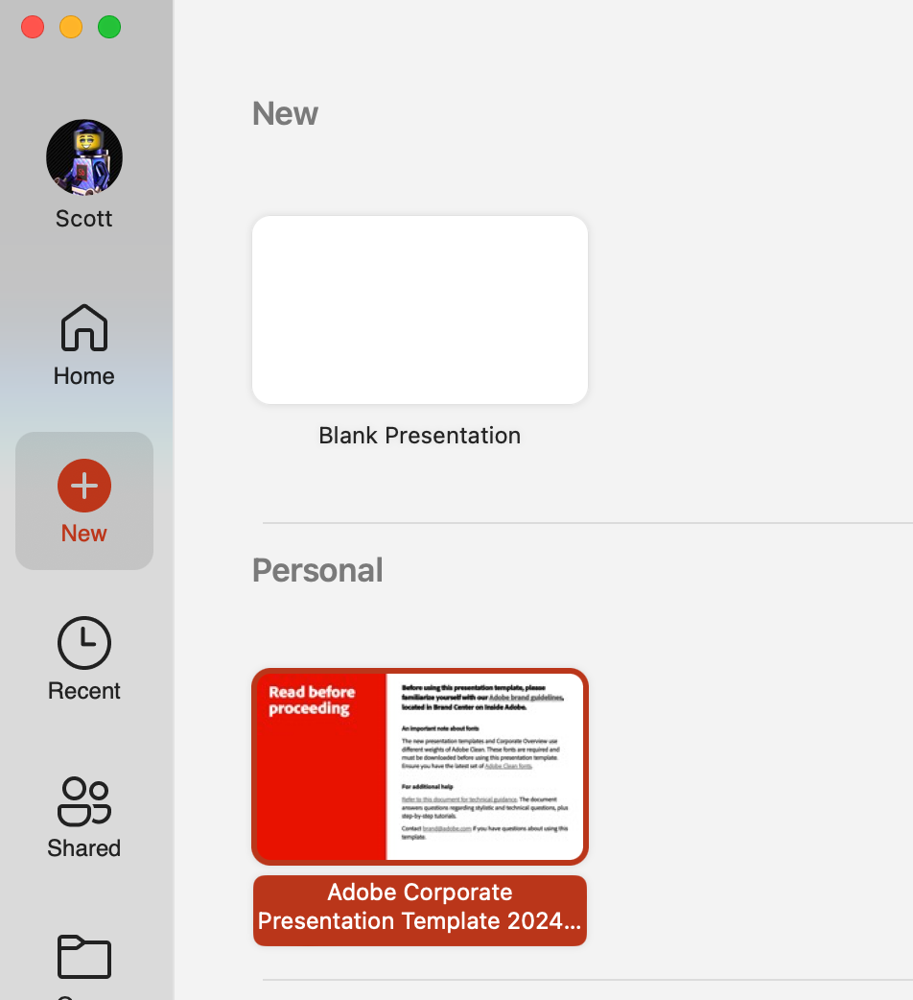 Scott
Home
New
Recent
Shared
New
Blank Presentation
Personal
Read before
proceeding
Before using this presentation template, please
familiarize yourself with our Adobe brand guidelines,
located in Brand Center on Inside Adobe.
An important note about fonts
The new presentation templates and Corporate Overview use
different weights of Adobe Clean. These fonts are required and
must be downloaded before using this presentation template.
Ensure you have the latest set of Adobe Clean fonts.
For additional help
Refer to this document for technical guidance. The document
answers questions regarding stylistic and technical questions, plus
step-by-step tutorials.
Contact brand@adobe.com if you have questions about using this
template.
Adobe Corporate
Presentation Template 2024...